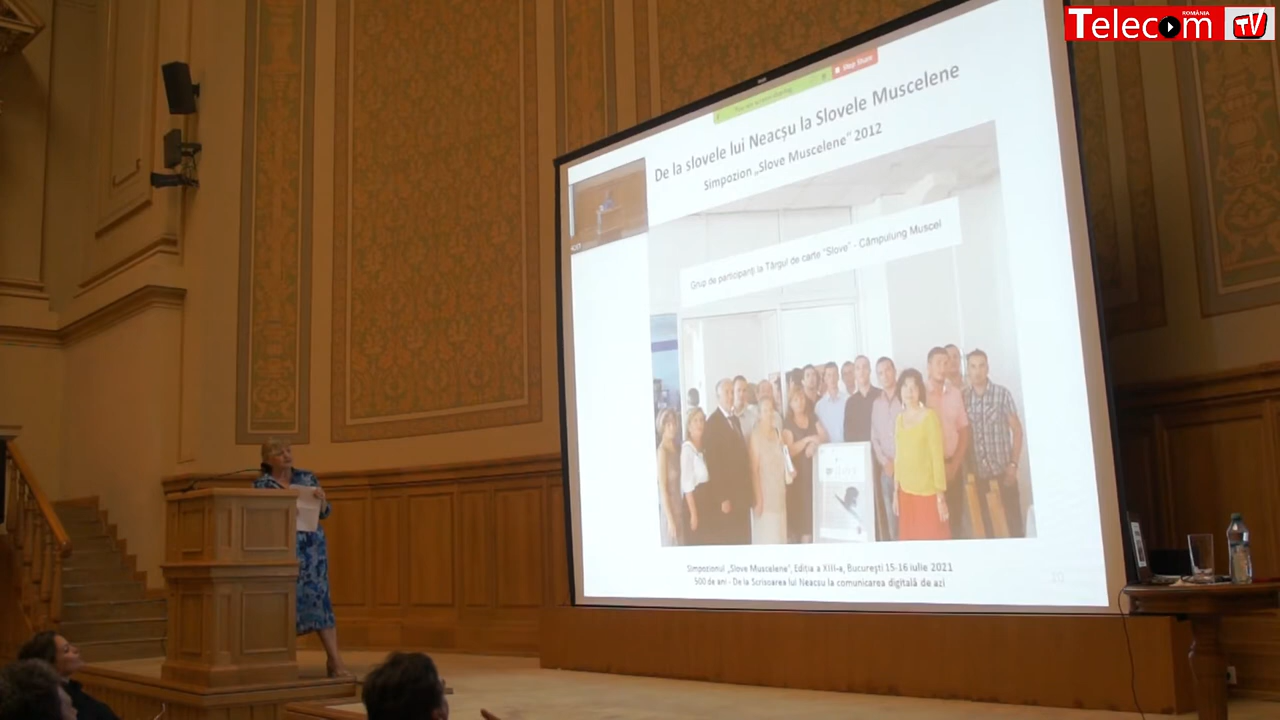 Telecom
ROMÂNIA
TV
Stop Share
De la slovele lui Neacșu la Slovele Muscelene
Simpozion „Slove Muscelene" 2012
Grup de participanți la Târgul de carte "Slove" - Câmpulung Muscel
Simpozionul „Slove Muscelene", Ediția a XIII-a, București 15-16 iulie 2021
500 de ani - De la Scrisoarea lui Neacsu la comunicarea digitală de azi